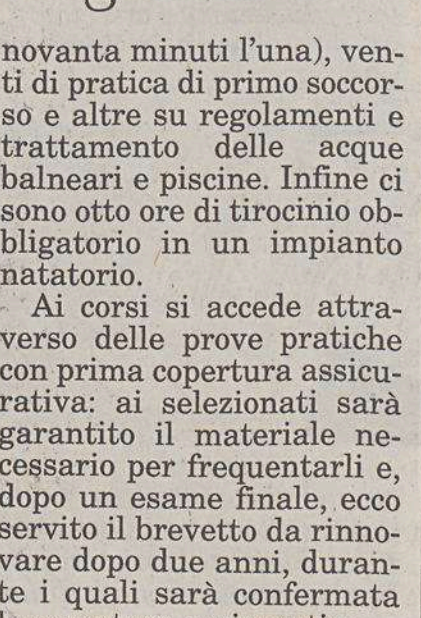 novanta minuti l'una), ven-
ti di pratica di primo soccor-
so e altre su regolamenti e
trattamento delle acque
balneari e piscine. Infine ci
sono otto ore di tirocinio ob-
bligatorio in un impianto
natatorio.
Ai corsi si accede attra-
verso delle prove pratiche
con prima copertura assicu-
rativa: ai selezionati sarà
garantito il materiale ne-
cessario per frequentarli e,
dopo un esame finale, ecco
servito il brevetto da rinno-
vare dopo due anni, duran-
te i quali sarà confermata